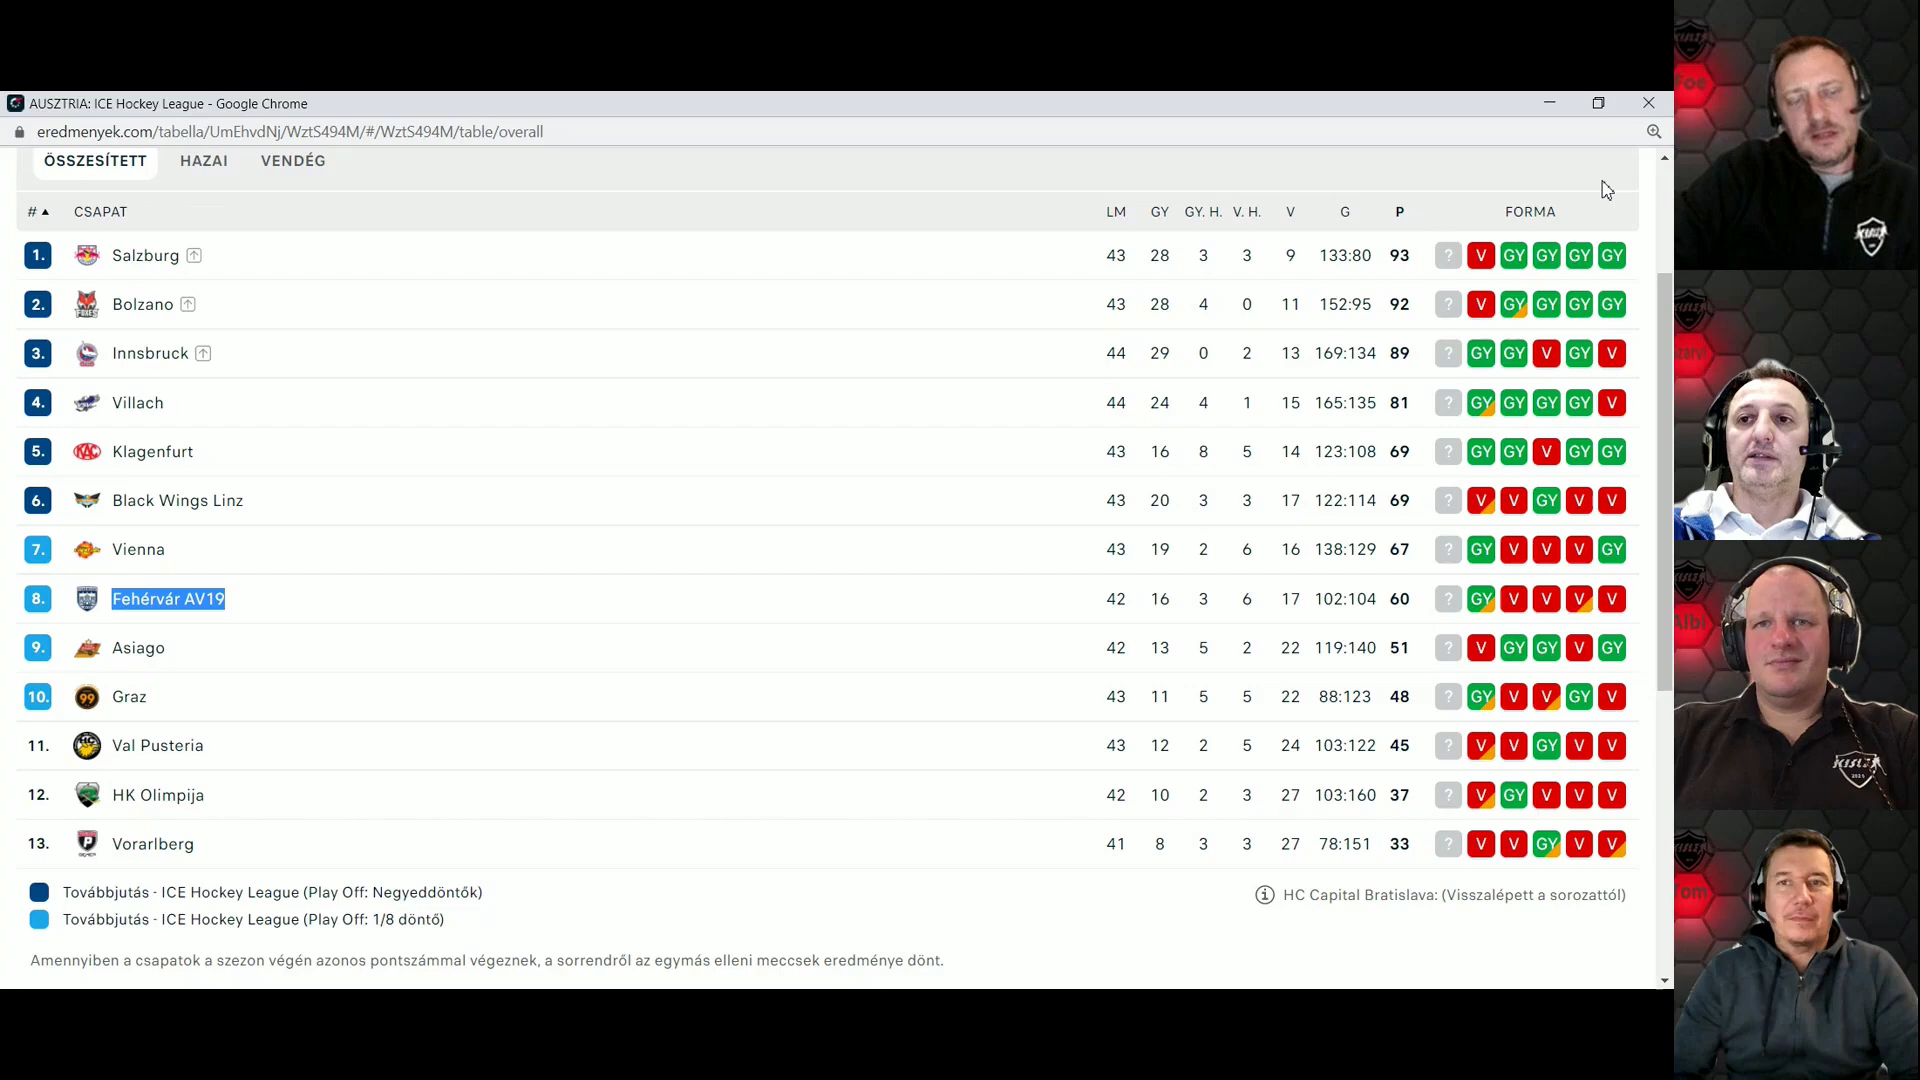 AUSZTRIA: ICE Hockey League - Google Chrome
eredmenyek.com/tabella/UmEhvdNj/WztS494M/#/WztS494M/table/overall
ÖSSZESÍTETT HAZAI VENDÉG
# CSAPAT LM GY GY. H. V. H. V G P FORMA
1. Salzburg 43 28 3 3 9 133:80 93 ? V GY GY GY GY
2. Bolzano 43 28 4 0 11 152:95 92 ? V GY GY GY GY
3. Innsbruck 44 29 0 2 13 169:134 89 ? GY GY V GY V
4. Villach 44 24 4 1 15 165:135 81 ? GY GY GY GY V
5. KAC Klagenfurt 43 16 8 5 14 123:108 69 ? GY GY V GY GY
6. Black Wings Linz 43 20 3 3 17 122:114 69 ? V V GY V V
7. Vienna 43 19 2 6 16 138:129 67 ? GY V V V GY
8. Fehérvár AV19 42 16 3 6 17 102:104 60 ? GY V V V V
9. Asiago 42 13 5 2 22 119:140 51 ? V GY GY V GY
10. 99 Graz 43 11 5 5 22 88:123 48 ? GY V V GY V
11. Val Pusteria 43 12 2 5 24 103:122 45 ? V V GY V V
12. HK Olimpija 42 10 2 3 27 103:160 37 ? V GY V V V
13. Vorarlberg 41 8 3 3 27 78:151 33 ? V V GY V V
Továbbjutás - ICE Hockey League (Play Off: Negyeddöntők)
HC Capital Bratislava: (Visszalépett a sorozattól)
Továbbjutás - ICE Hockey League (Play Off: 1/8 döntő)
Amennyiben a csapatok a szezon végén azonos pontszámmal végeznek, a sorrendről az egymás elleni meccsek eredménye dönt.
Foe
Albi
KISLER
Tom